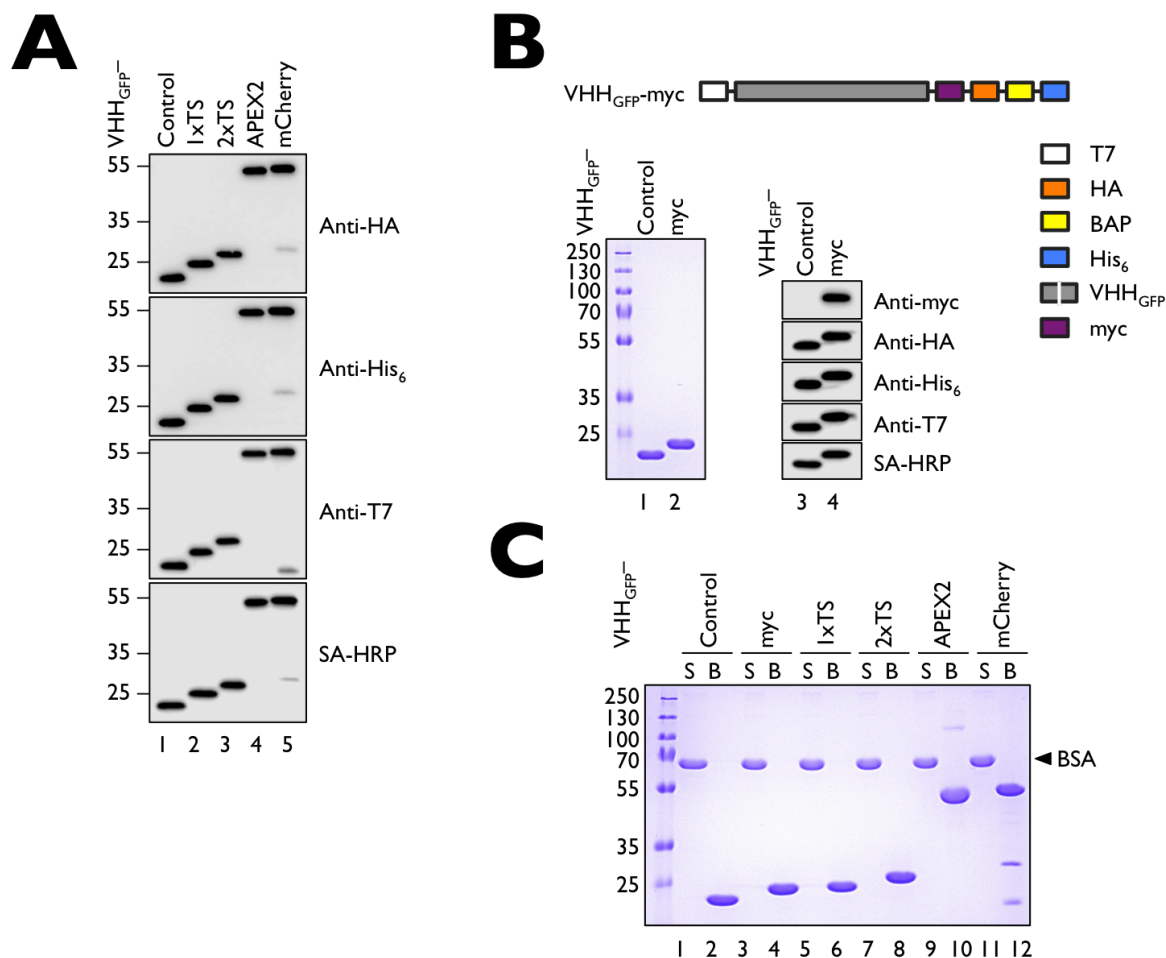 A
VHHGFP–
Control
1xTS
2xTS
APEX2
mCherry
55
35
25
Anti-HA
55
35
25
Anti-His6
55
35
25
Anti-T7
55
35
25
SA-HRP
1 2 3 4 5
B
VHHGFP-myc
T7
HA
BAP
His6
VHHGFP
myc
VHHGFP–
Control
myc
250
130
100
70
55
35
25
1 2
VHHGFP–
Control
myc
Anti-myc
Anti-HA
Anti-His6
Anti-T7
SA-HRP
3 4
C
VHHGFP–
Control
myc
1xTS
2xTS
APEX2
mCherry
S B S B S B S B S B S B
250
130
100
70
55
35
25
BSA
1 2 3 4 5 6 7 8 9 10 11 12